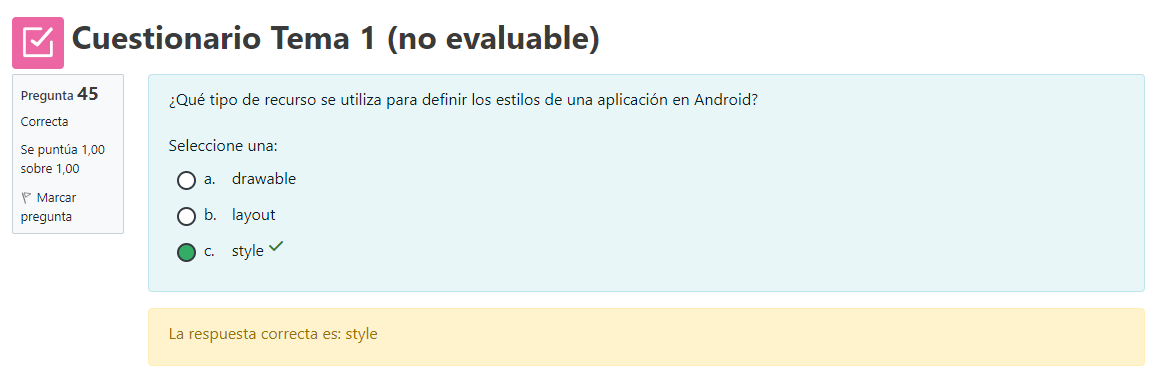 Cuestionario Tema 1 (no evaluable)
Pregunta 45
Correcta
Se puntúa 1,00
sobre 1,00
Marcar
pregunta
¿Qué tipo de recurso se utiliza para definir los estilos de una aplicación en Android?
Seleccione una:
a. drawable
b. layout
c. style
La respuesta correcta es: style